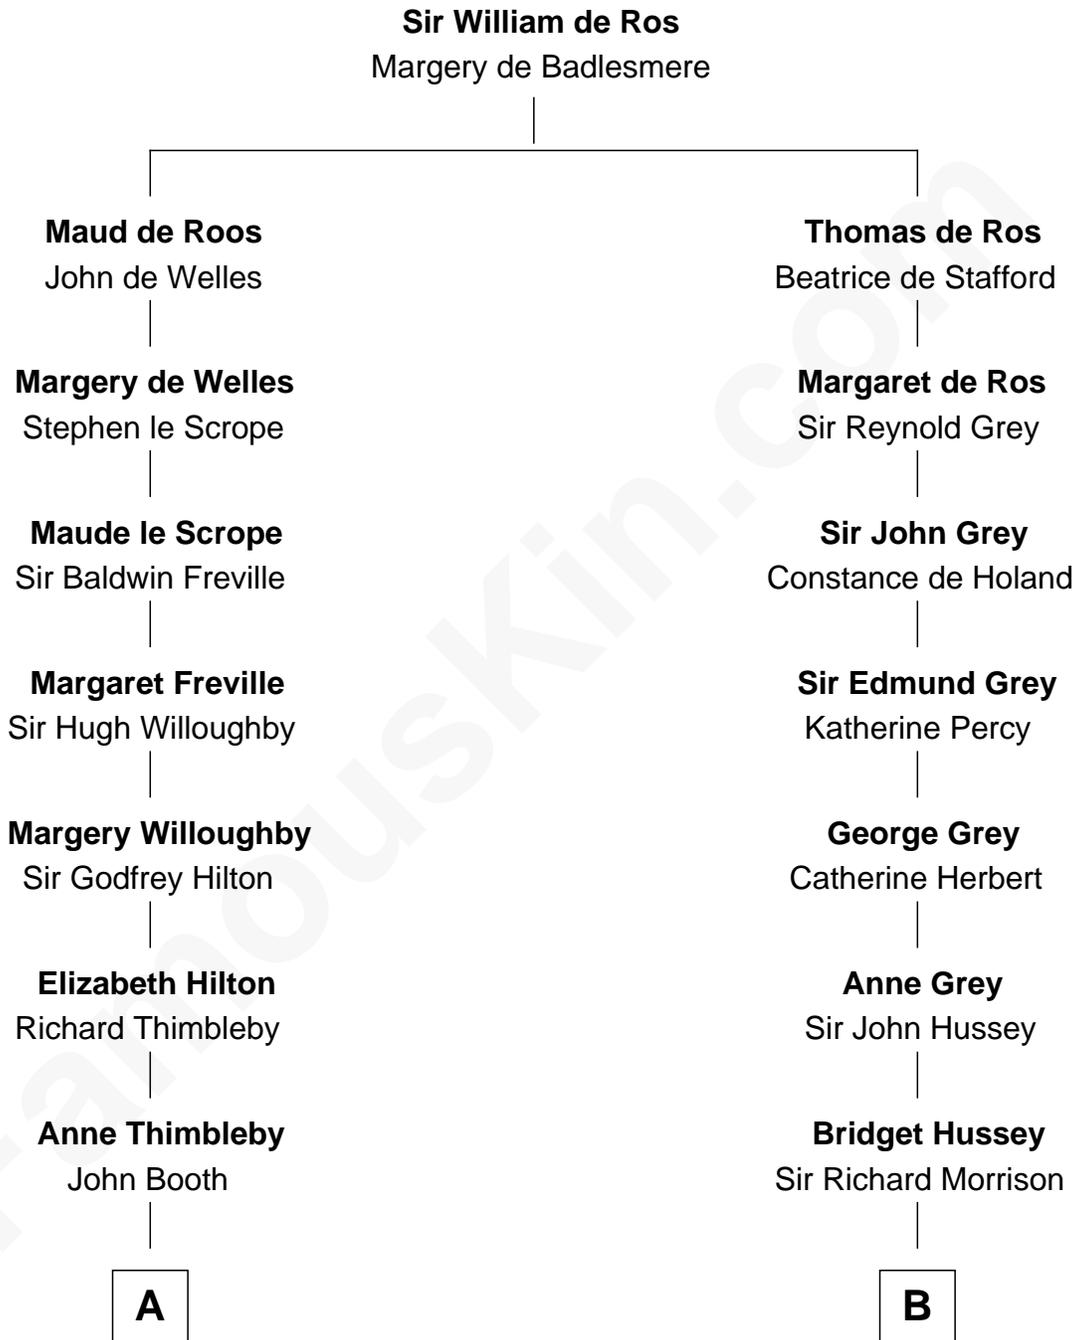 Sir William de Ros
Margery de Badlesmere
Maud de Roos
John de Welles
Thomas de Ros
Beatrice de Stafford
Margery de Welles
Stephen le Scrope
Margaret de Ros
Sir Reynold Grey
Maude le Scrope
Sir Baldwin Freville
Sir John Grey
Constance de Holand
Margaret Freville
Sir Hugh Willoughby
Sir Edmund Grey
Katherine Percy
Margery Willoughby
Sir Godfrey Hilton
George Grey
Catherine Herbert
Elizabeth Hilton
Richard Thimbleby
Anne Grey
Sir John Hussey
Anne Thimbleby
John Booth
Bridget Hussey
Sir Richard Morrison
A
B
FamousKin.com